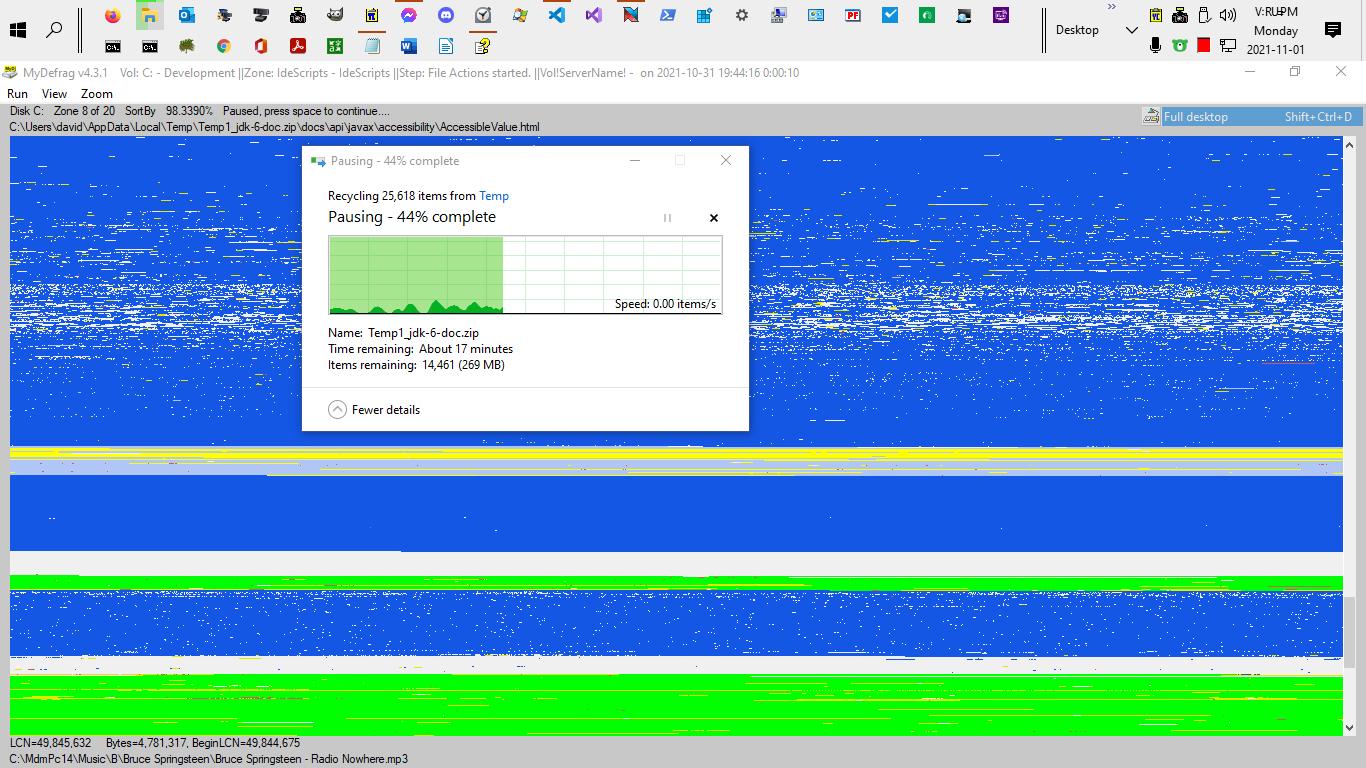 V:RU-PM
Desktop
Monday
2021-11-01
MyDefrag v4.3.1    Vol: C: - Development ||Zone: IdeScripts - IdeScripts ||Step: File Actions started. ||Vol!ServerName! -  on 2021-10-31 19:44:16 0:00:10
Run View Zoom
Disk C:   Zone 8 of 20   SortBy   98.3390%   Paused, press space to continue....
Full desktop Shift+Ctrl+D
C:\Users\david\AppData\Local\Temp\Temp1_jdk-6-doc.zip\docs\api\javax\accessibility\AccessibleValue.html
Pausing - 44% complete
Recycling 25,618 items from Temp
Pausing - 44% complete
Speed: 0.00 items/s
Name:  Temp1_jdk-6-doc.zip
Time remaining:  About 17 minutes
Items remaining:  14,461 (269 MB)
Fewer details
LCN=49,845,632     Bytes=4,781,317, BeginLCN=49,844,675
C:\MdmPc14\Music\B\Bruce Springsteen\Bruce Springsteen - Radio Nowhere.mp3